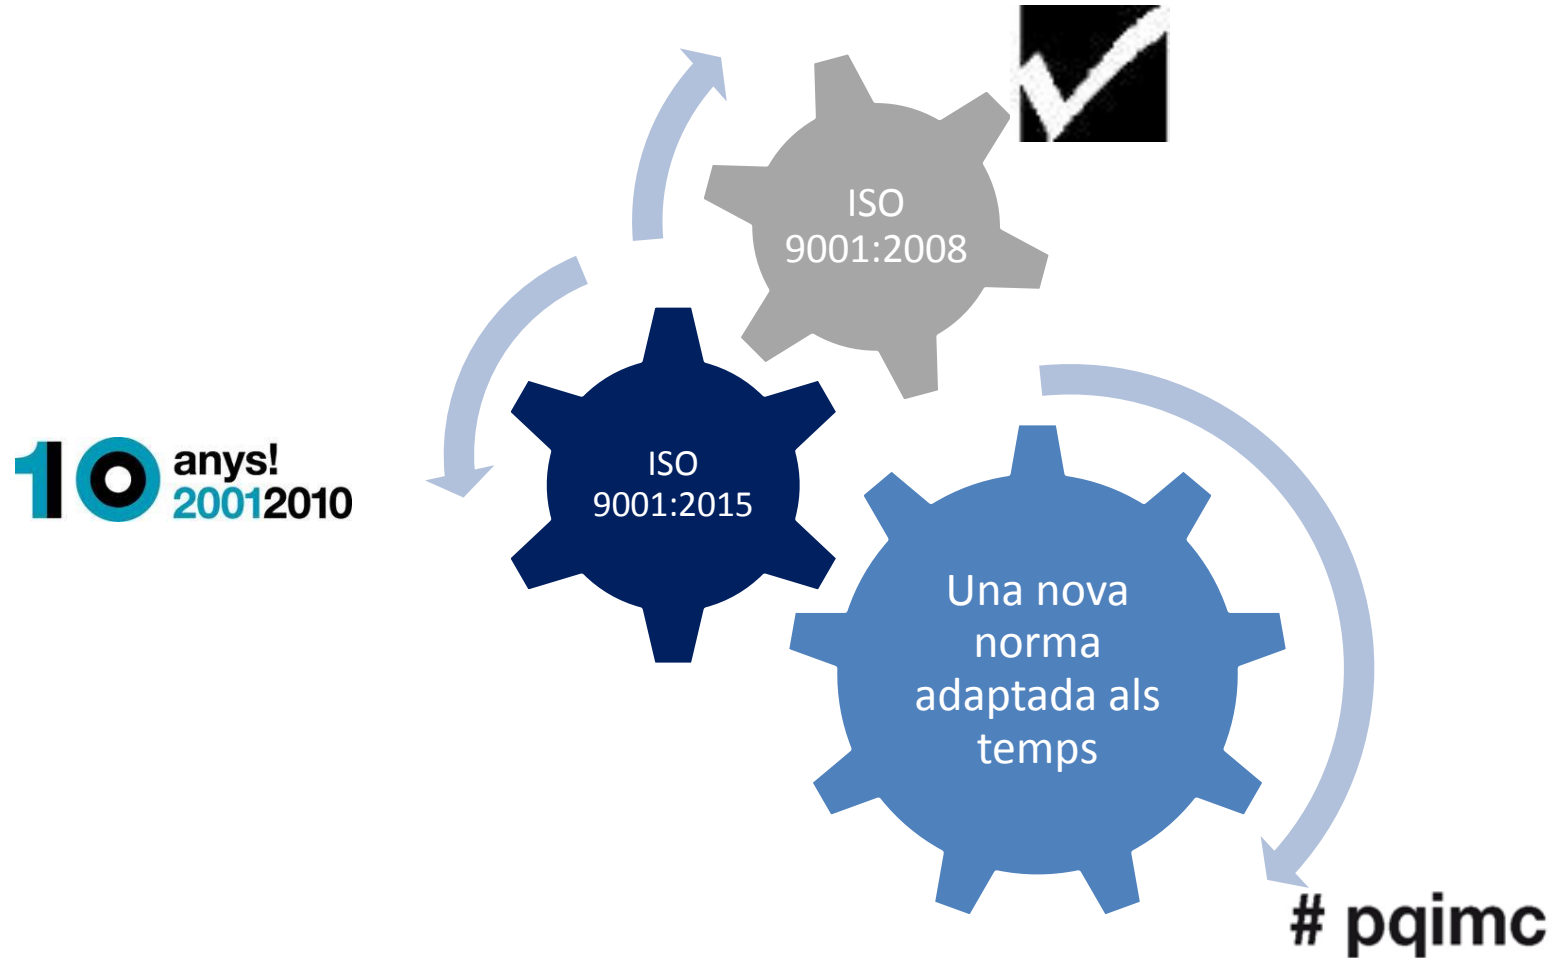 ISO
9001:2008
ISO
9001:2015
10 anys!
20012010
Una nova
norma
adaptada als
temps
# pqimc